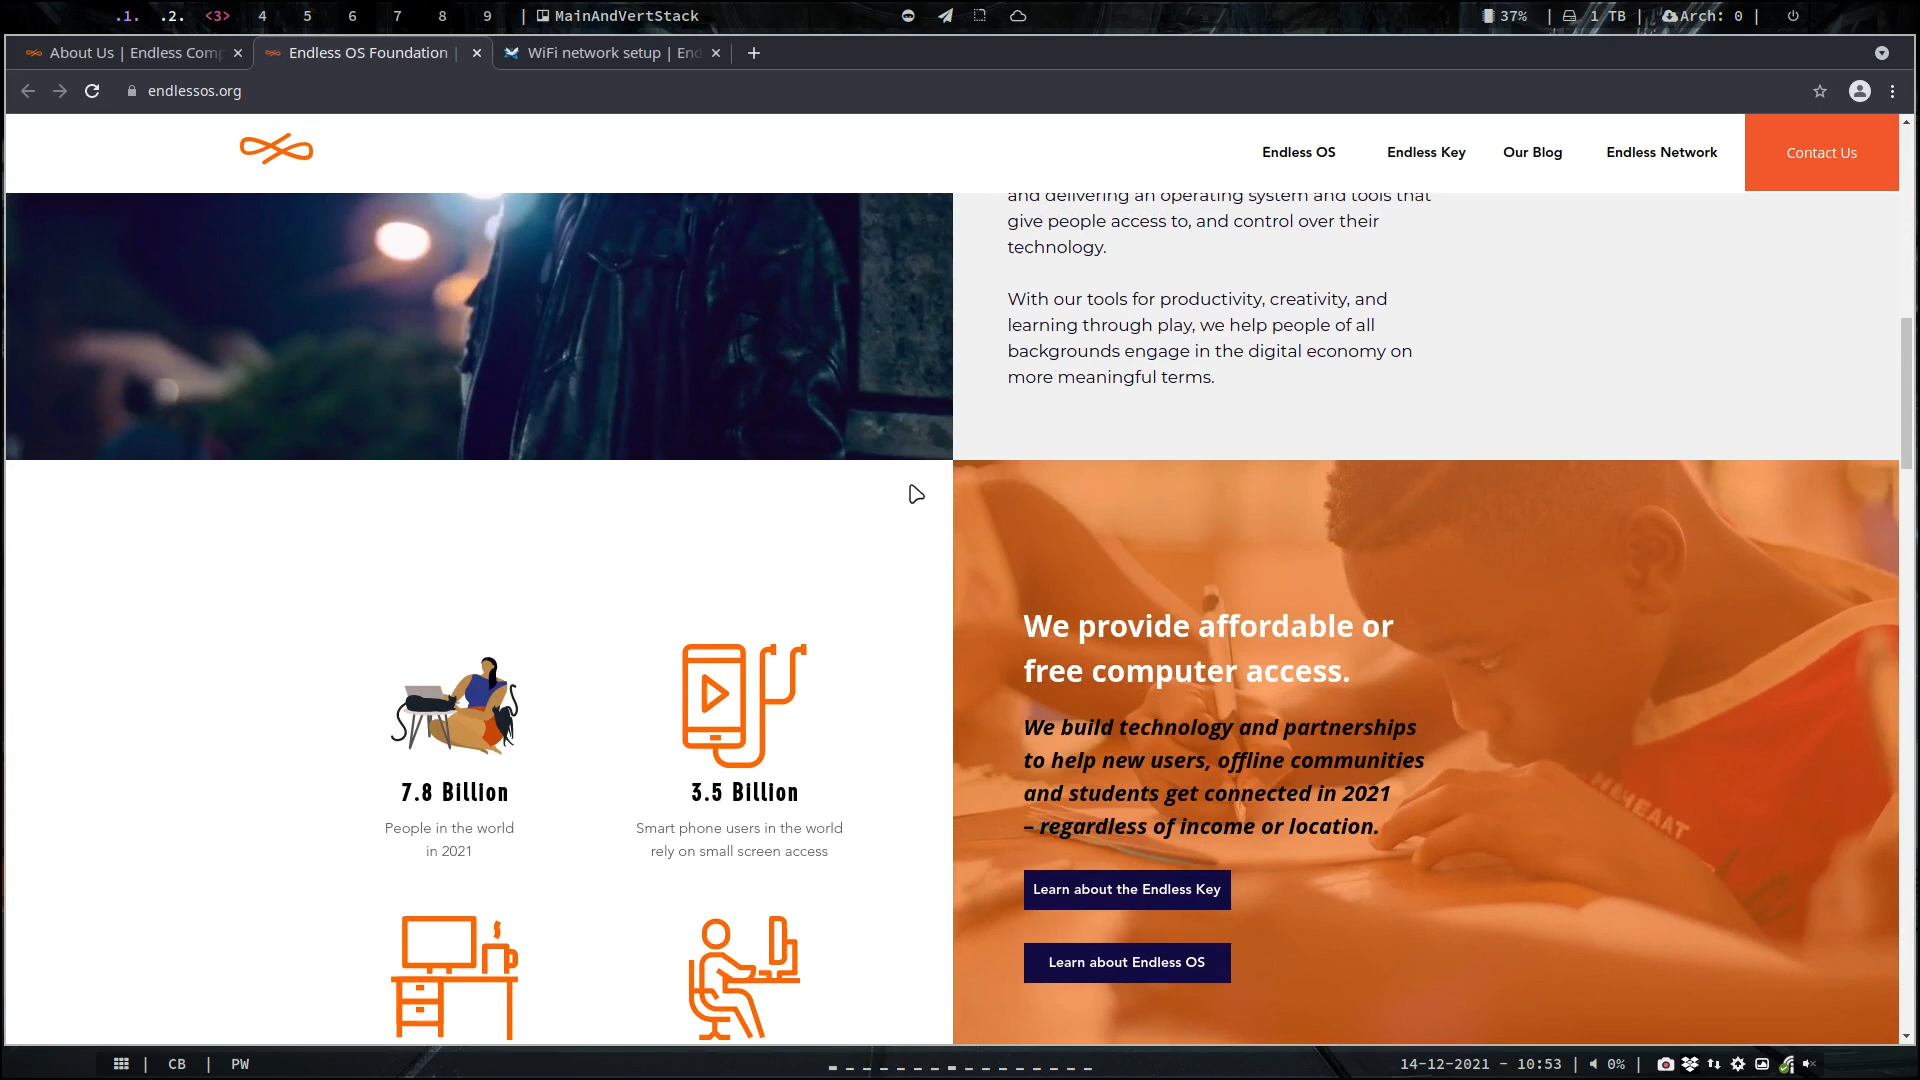 .1. .2. <3> 4 5 6 7 8 9 | MainAndVertStack
37% | 1 TB | Arch: 0 |
About Us | Endless Comp
Endless OS Foundation |
WiFi network setup | End
endlessos.org
Endless OS
Endless Key
Our Blog
Endless Network
Contact Us
and delivering an operating system and tools that
give people access to, and control over their
technology.
With our tools for productivity, creativity, and
learning through play, we help people of all
backgrounds engage in the digital economy on
more meaningful terms.
7.8 Billion
People in the world
in 2021
3.5 Billion
Smart phone users in the world
rely on small screen access
We provide affordable or
free computer access.
We build technology and partnerships
to help new users, offline communities
and students get connected in 2021
– regardless of income or location.
Learn about the Endless Key
Learn about Endless OS
| CB | PW
14-12-2021 - 10:53 | 0% |